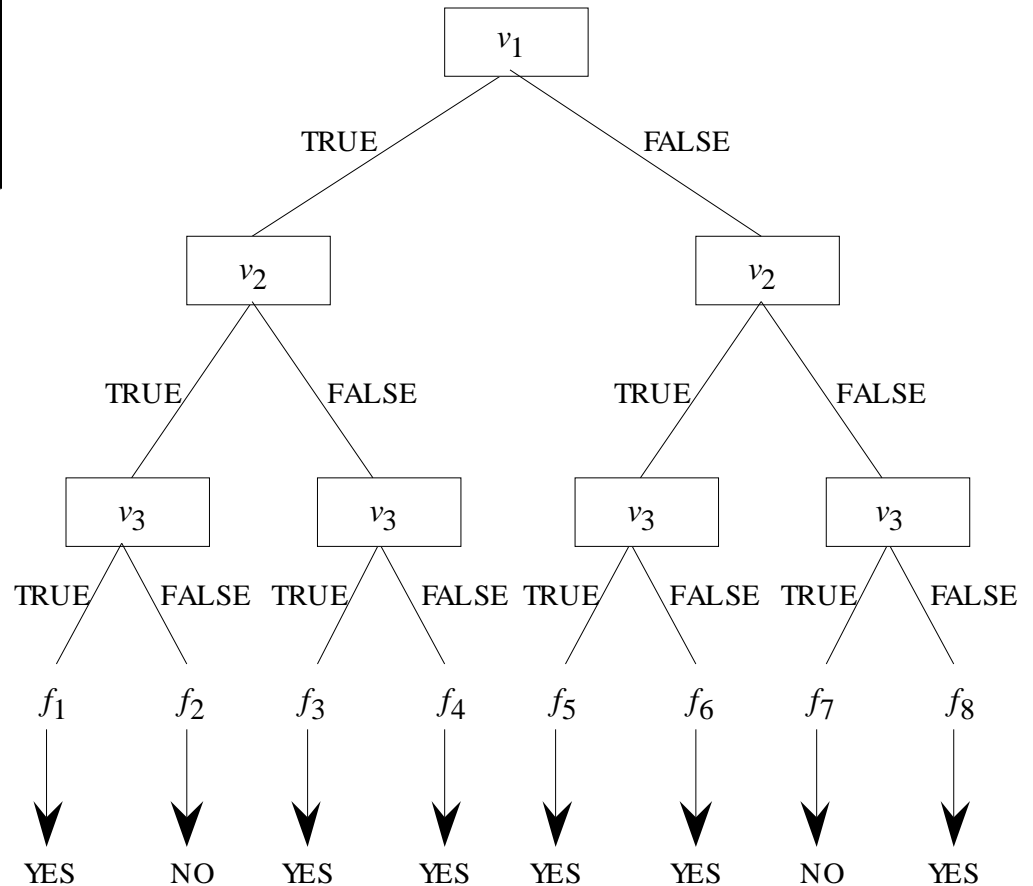 v1
TRUE FALSE
v2 v2
TRUE FALSE TRUE FALSE
v3 v3 v3 v3
TRUE FALSE TRUE FALSE TRUE FALSE TRUE FALSE
f1 f2 f3 f4 f5 f6 f7 f8
YES NO YES YES YES YES NO YES